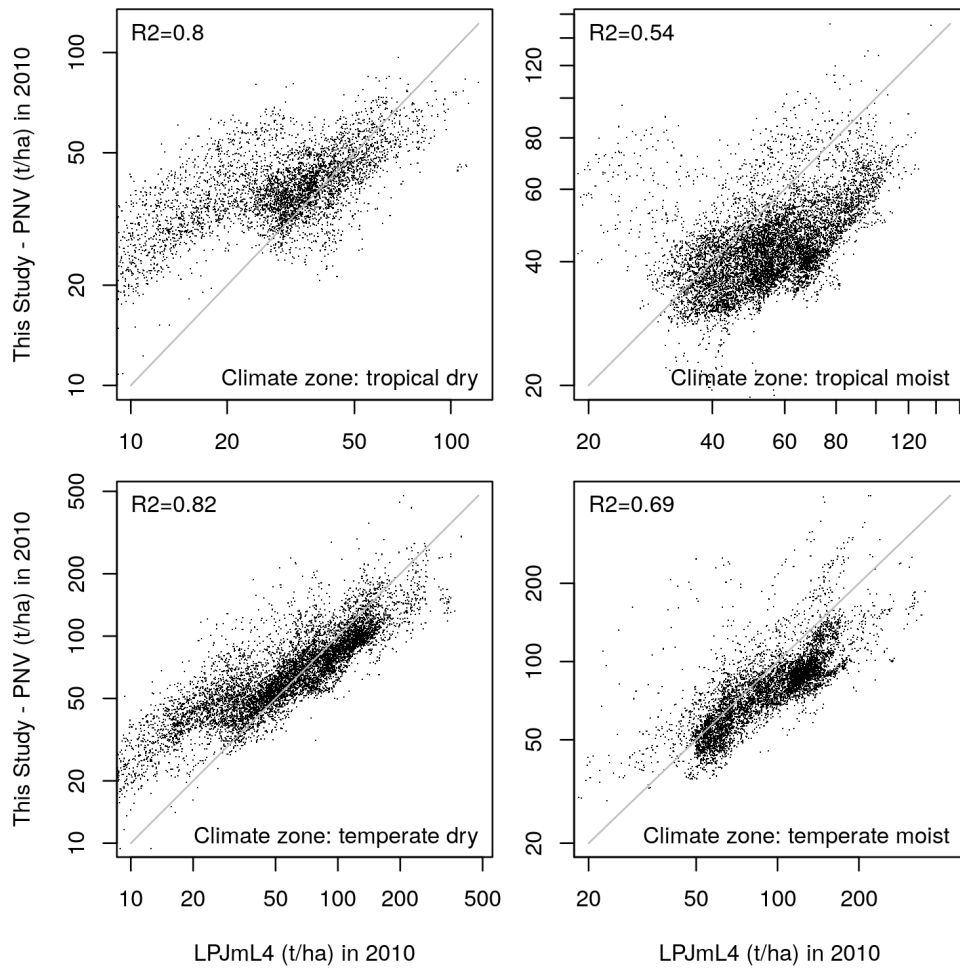 R2=0.8
Climate zone: tropical dry
100
50
20
10
10 20 50 100
This Study - PNV (t/ha) in 2010
R2=0.54
Climate zone: tropical moist
120
80
60
40
20
20 40 60 80 120
R2=0.82
Climate zone: temperate dry
500
200
100
50
20
10
10 20 50 100 200 500
This Study - PNV (t/ha) in 2010
LPJmL4 (t/ha) in 2010
R2=0.69
Climate zone: temperate moist
200
100
50
20
20 50 100 200
LPJmL4 (t/ha) in 2010